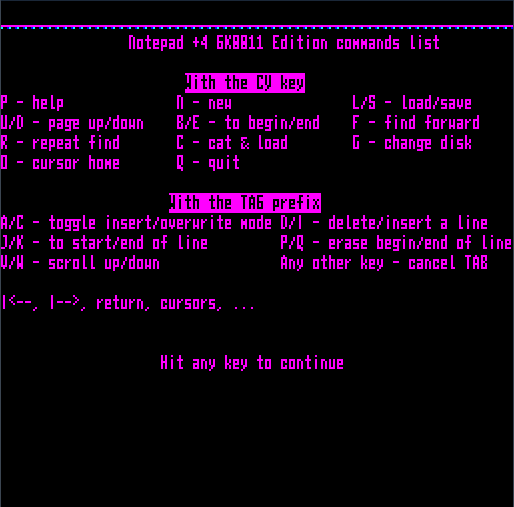 Notepad +4 БК0011 Edition commands list
With the СУ key
P - help N - new L/S - load/save
U/D - page up/down B/E - to begin/end F - find forward
R - repeat find C - cat & load G - change disk
O - cursor home Q - quit
With the TAB prefix
A/C - toggle insert/overwrite mode D/I - delete/insert a line
J/K - to start/end of line P/Q - erase begin/end of line
V/W - scroll up/down Any other key - cancel TAB
|<--, |-->, return, cursors, ...
Hit any key to continue